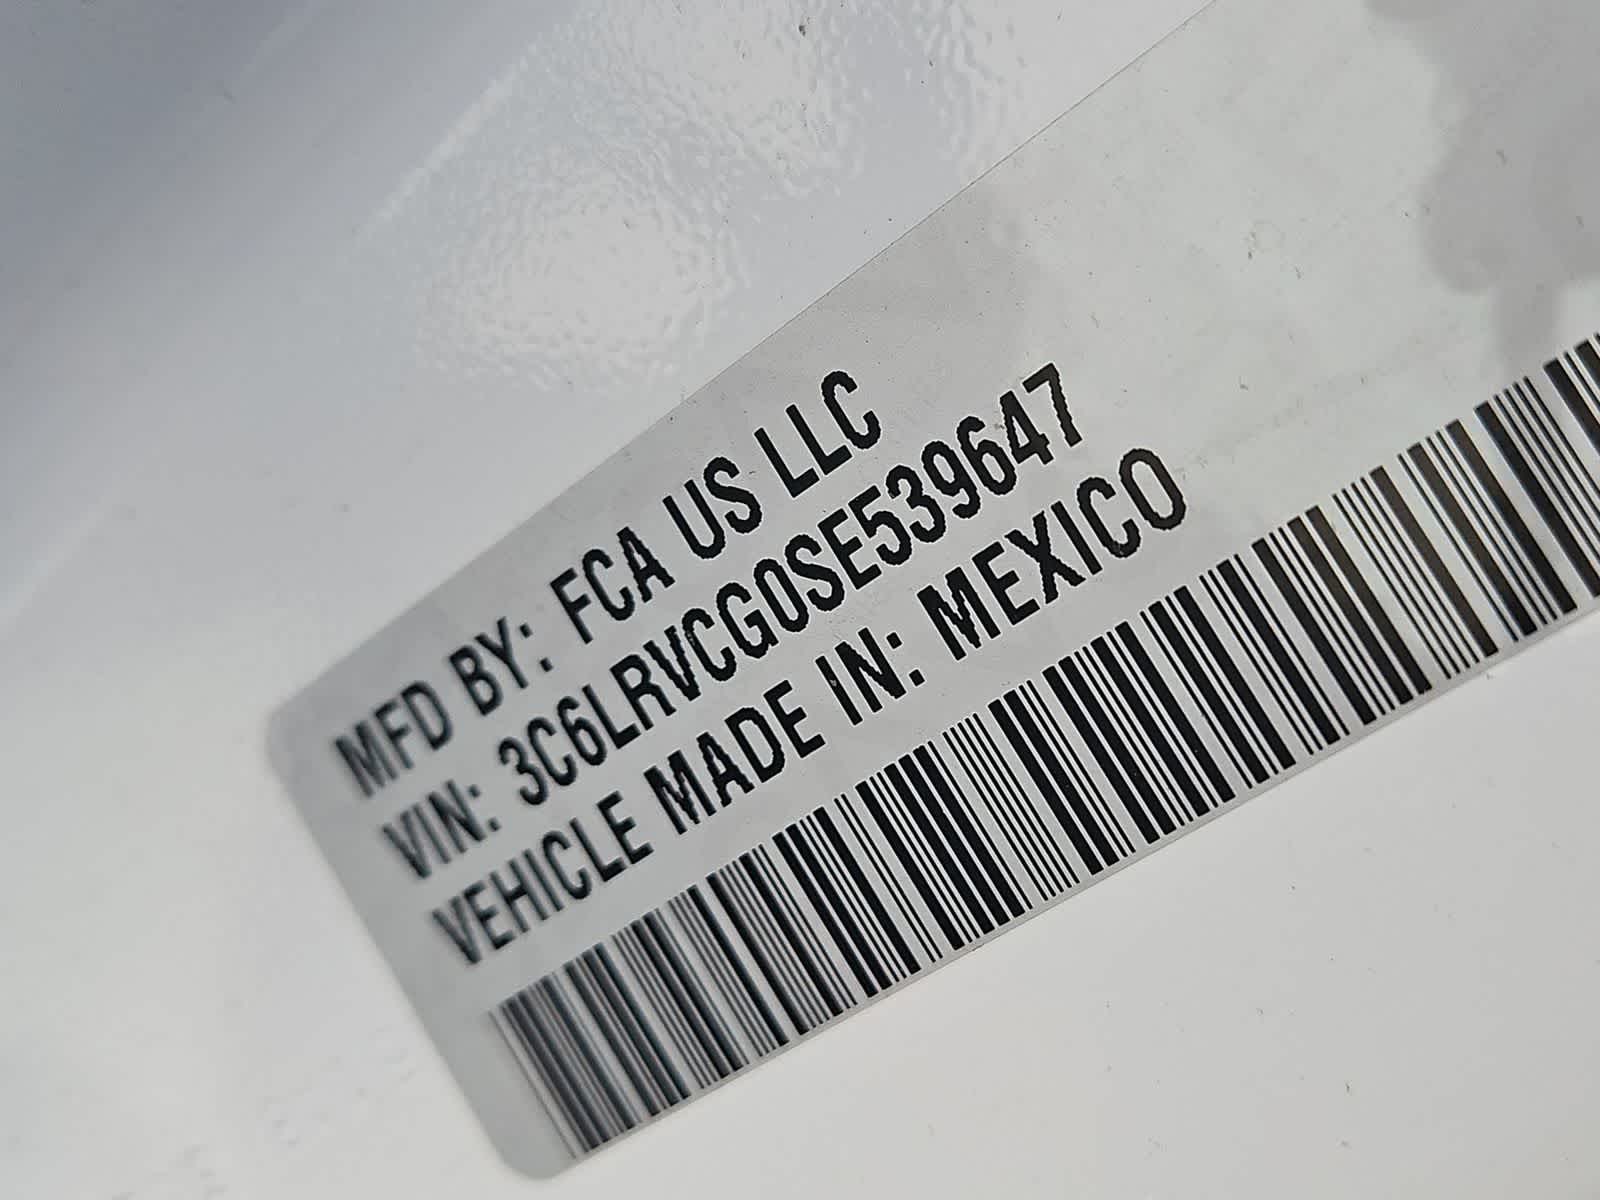 MFD BY: FCA US LLC
VIN: 3C6LRVCG0SE539647
VEHICLE MADE IN: MEXICO